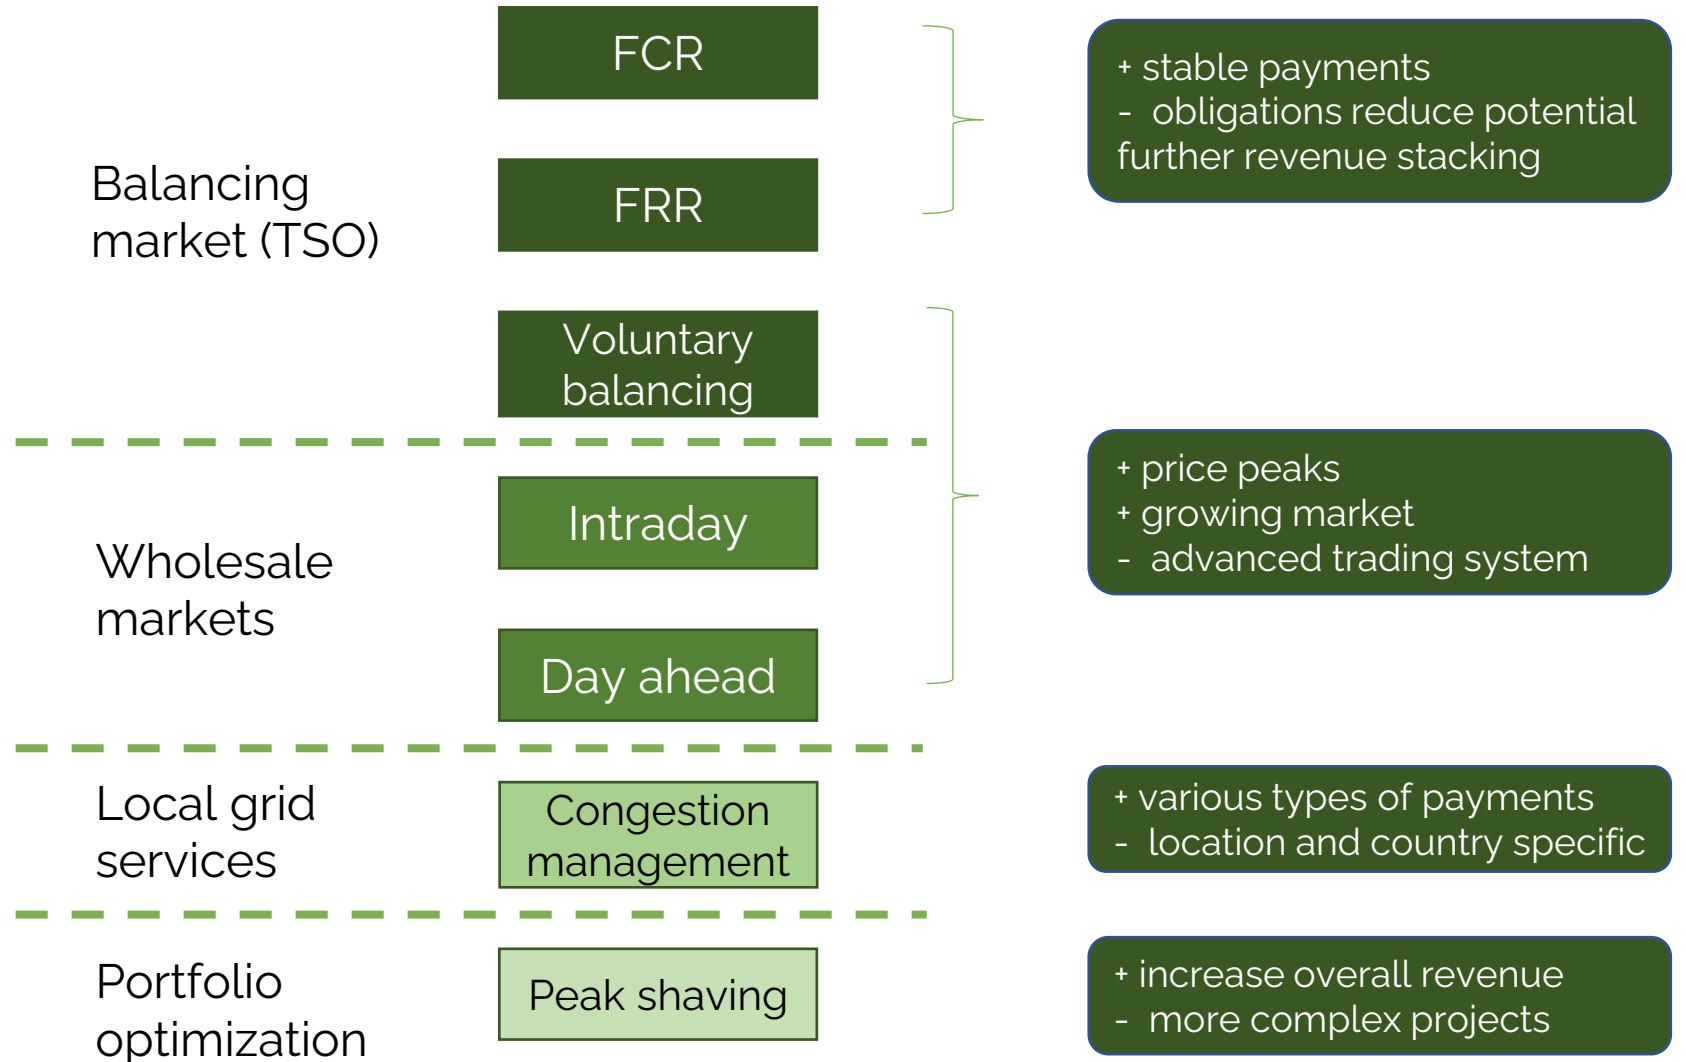 FCR
+ stable payments
- obligations reduce potential
further revenue stacking
Balancing
market (TSO)
FRR
Voluntary
balancing
Wholesale
markets
Intraday
+ price peaks
+ growing market
- advanced trading system
Day ahead
Local grid
services
Congestion
management
+ various types of payments
- location and country specific
Portfolio
optimization
Peak shaving
+ increase overall revenue
- more complex projects